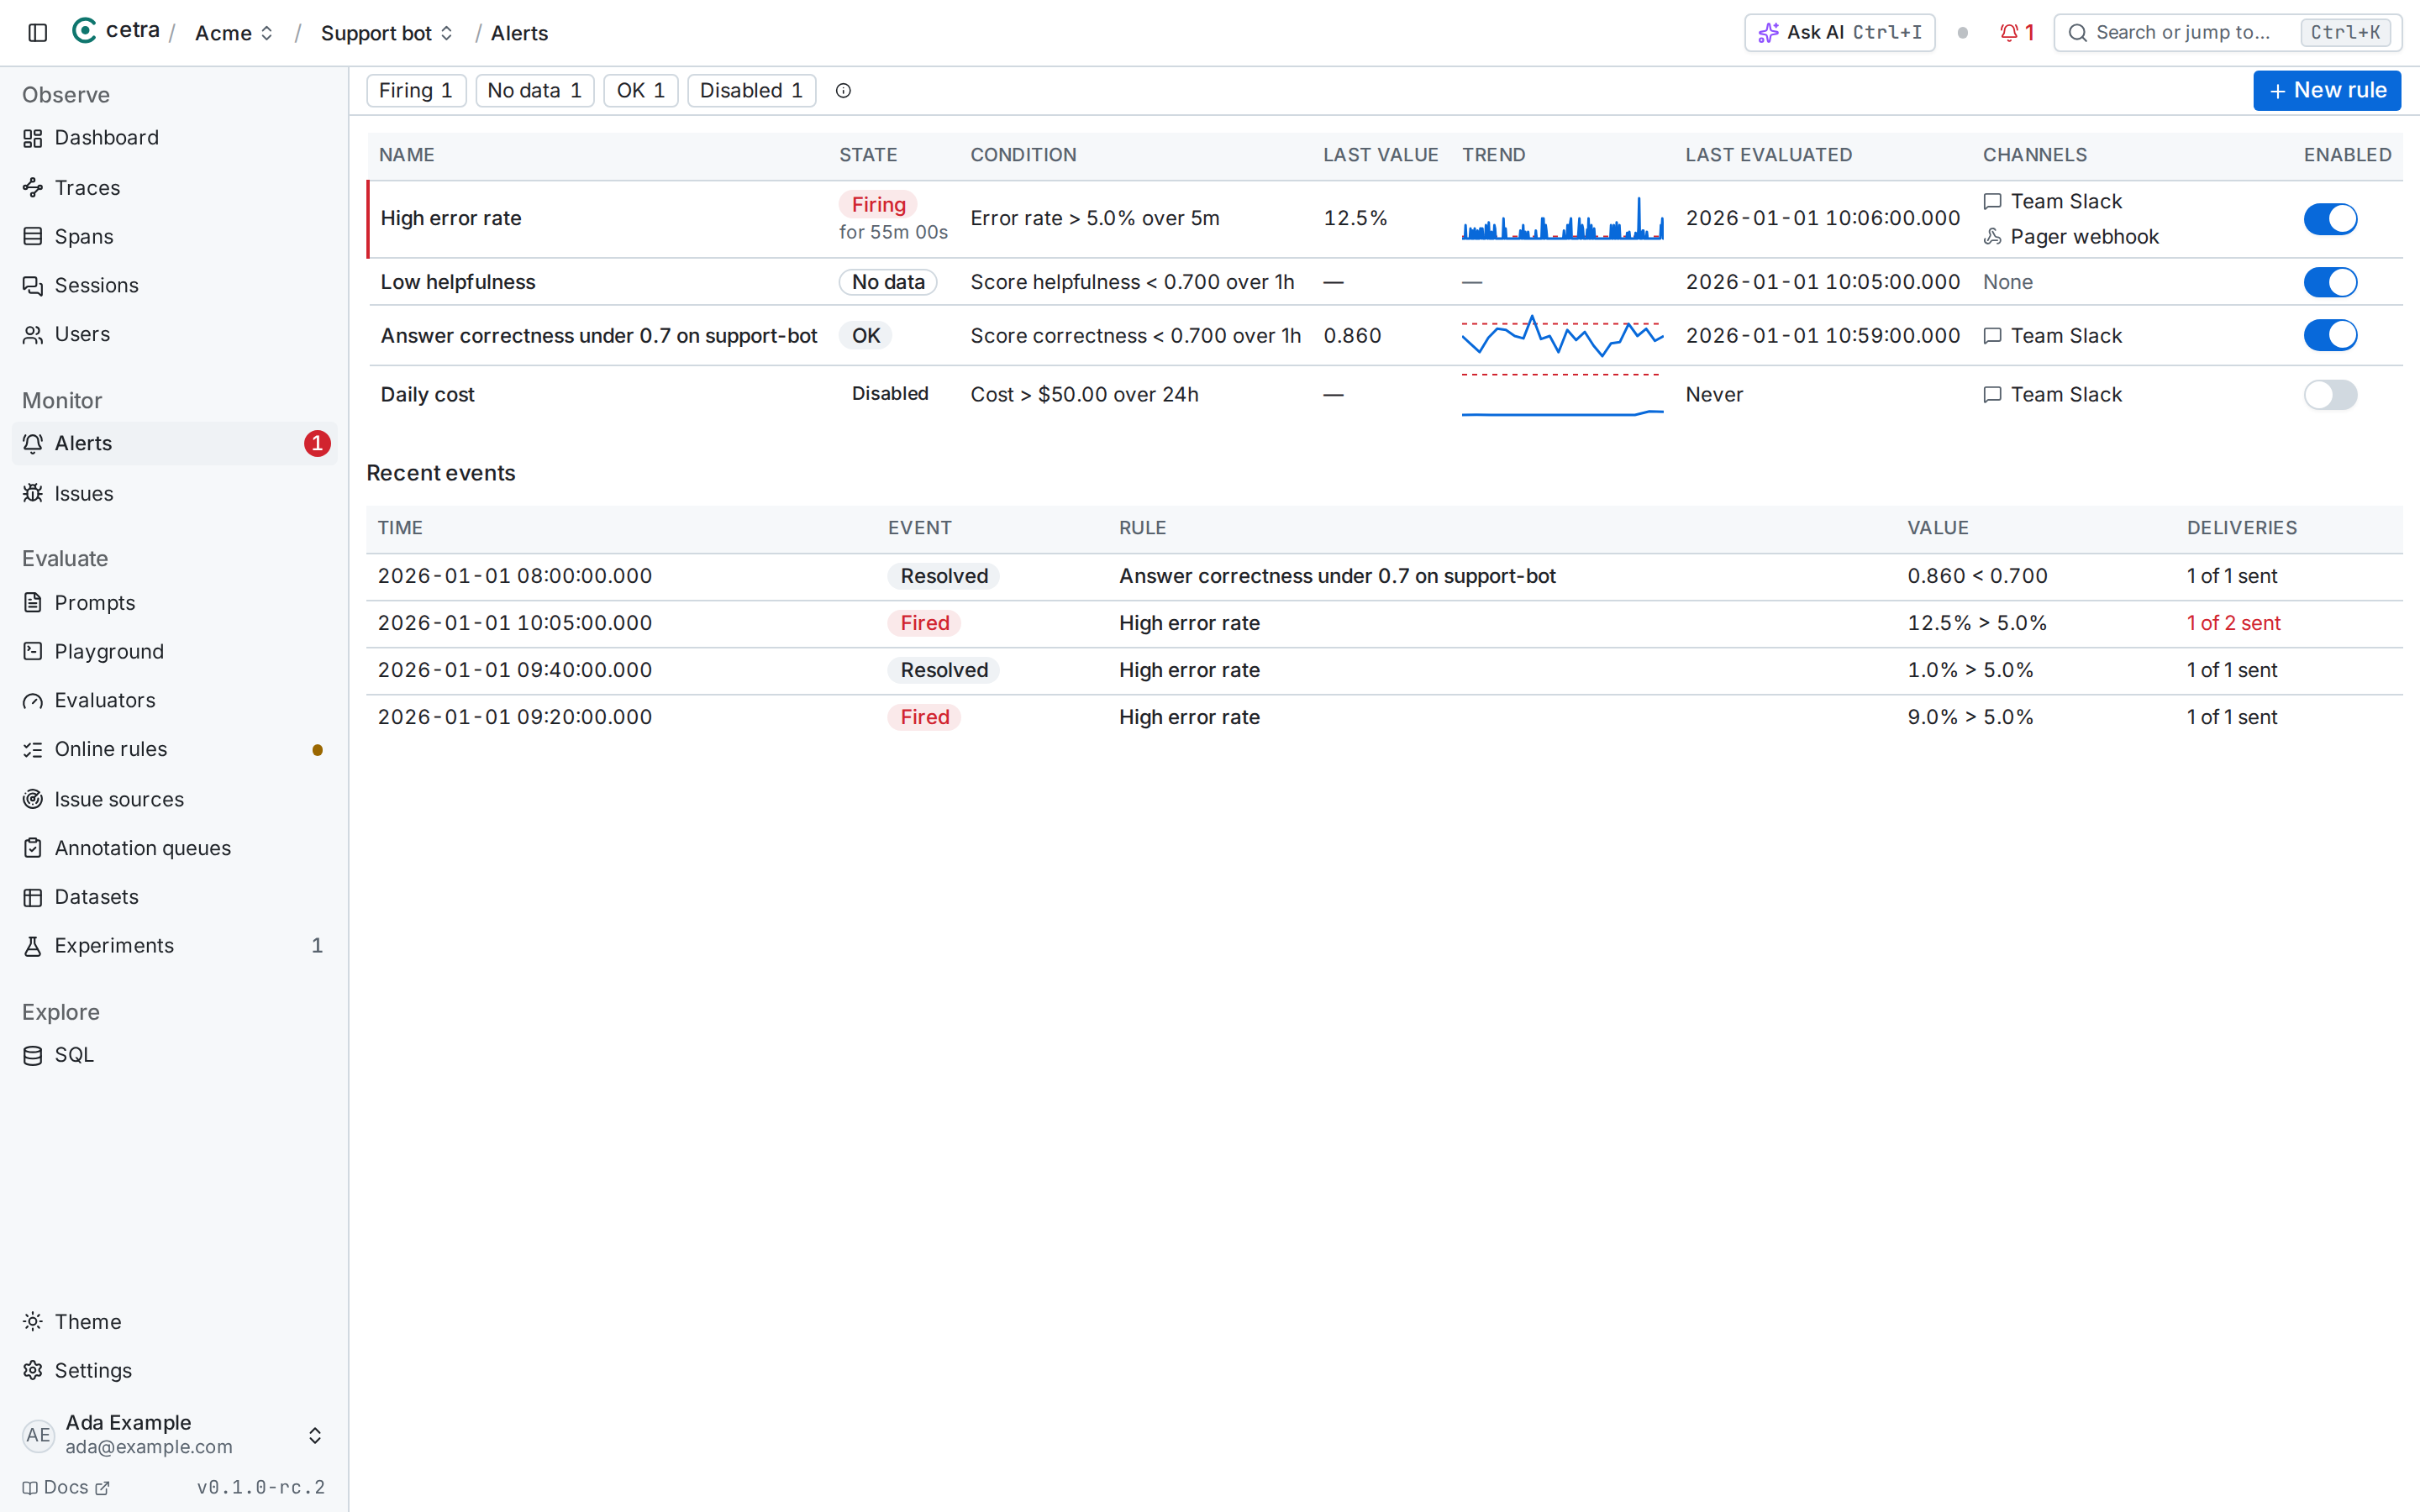 cetra / Acme / Support bot / Alerts
Ask AI Ctrl+I
1
Search or jump to... Ctrl+K
Observe
Dashboard
Traces
Spans
Sessions
Users
Monitor
Alerts 1
Issues
Evaluate
Prompts
Playground
Evaluators
Online rules
Issue sources
Annotation queues
Datasets
Experiments 1
Explore
SQL
Theme
Settings
AE
Ada Example
ada@example.com
Docs v0.1.0-rc.2
Firing 1 No data 1 OK 1 Disabled 1
+ New rule
NAME STATE CONDITION LAST VALUE TREND LAST EVALUATED CHANNELS ENABLED
High error rate Firing for 55m 00s Error rate > 5.0% over 5m 12.5% 2026-01-01 10:06:00.000 Team Slack Pager webhook
Low helpfulness No data Score helpfulness < 0.700 over 1h — — 2026-01-01 10:05:00.000 None
Answer correctness under 0.7 on support-bot OK Score correctness < 0.700 over 1h 0.860 2026-01-01 10:59:00.000 Team Slack
Daily cost Disabled Cost > $50.00 over 24h — Never Team Slack
Recent events
TIME EVENT RULE VALUE DELIVERIES
2026-01-01 08:00:00.000 Resolved Answer correctness under 0.7 on support-bot 0.860 < 0.700 1 of 1 sent
2026-01-01 10:05:00.000 Fired High error rate 12.5% > 5.0% 1 of 2 sent
2026-01-01 09:40:00.000 Resolved High error rate 1.0% > 5.0% 1 of 1 sent
2026-01-01 09:20:00.000 Fired High error rate 9.0% > 5.0% 1 of 1 sent